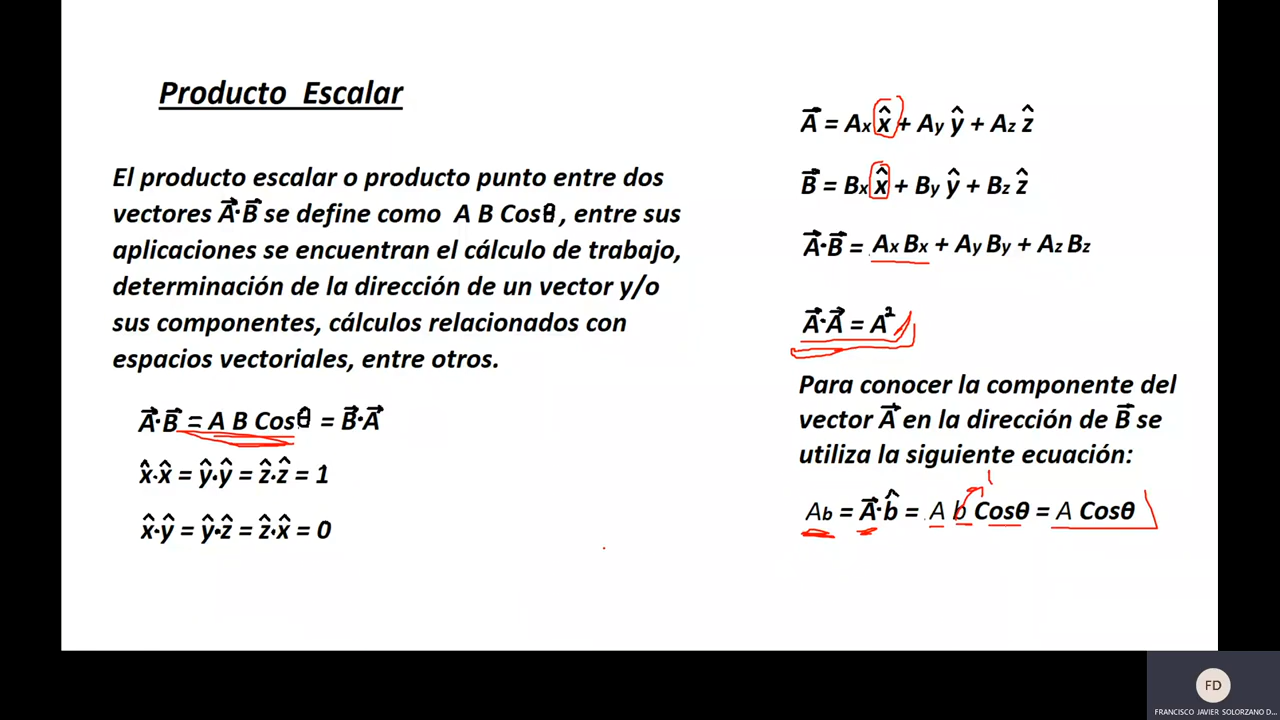 Producto Escalar
El producto escalar o producto punto entre dos
vectores A⃗·B⃗ se define como A B Cosθ, entre sus
aplicaciones se encuentran el cálculo de trabajo,
determinación de la dirección de un vector y/o
sus componentes, cálculos relacionados con
espacios vectoriales, entre otros.
A⃗·B⃗ = A B Cosθ = B⃗·A⃗
x̂·x̂ = ŷ·ŷ = ẑ·ẑ = 1
x̂·ŷ = ŷ·ẑ = ẑ·x̂ = 0
A⃗ = Ax x̂ + Ay ŷ + Az ẑ
B⃗ = Bx x̂ + By ŷ + Bz ẑ
A⃗·B⃗ = Ax Bx + Ay By + Az Bz
A⃗·A⃗ = A²
Para conocer la componente del
vector A⃗ en la dirección de B⃗ se
utiliza la siguiente ecuación:
1
Ab = A⃗·b̂ = A b Cosθ = A Cosθ
FD
FRANCISCO JAVIER SOLORZANO D...